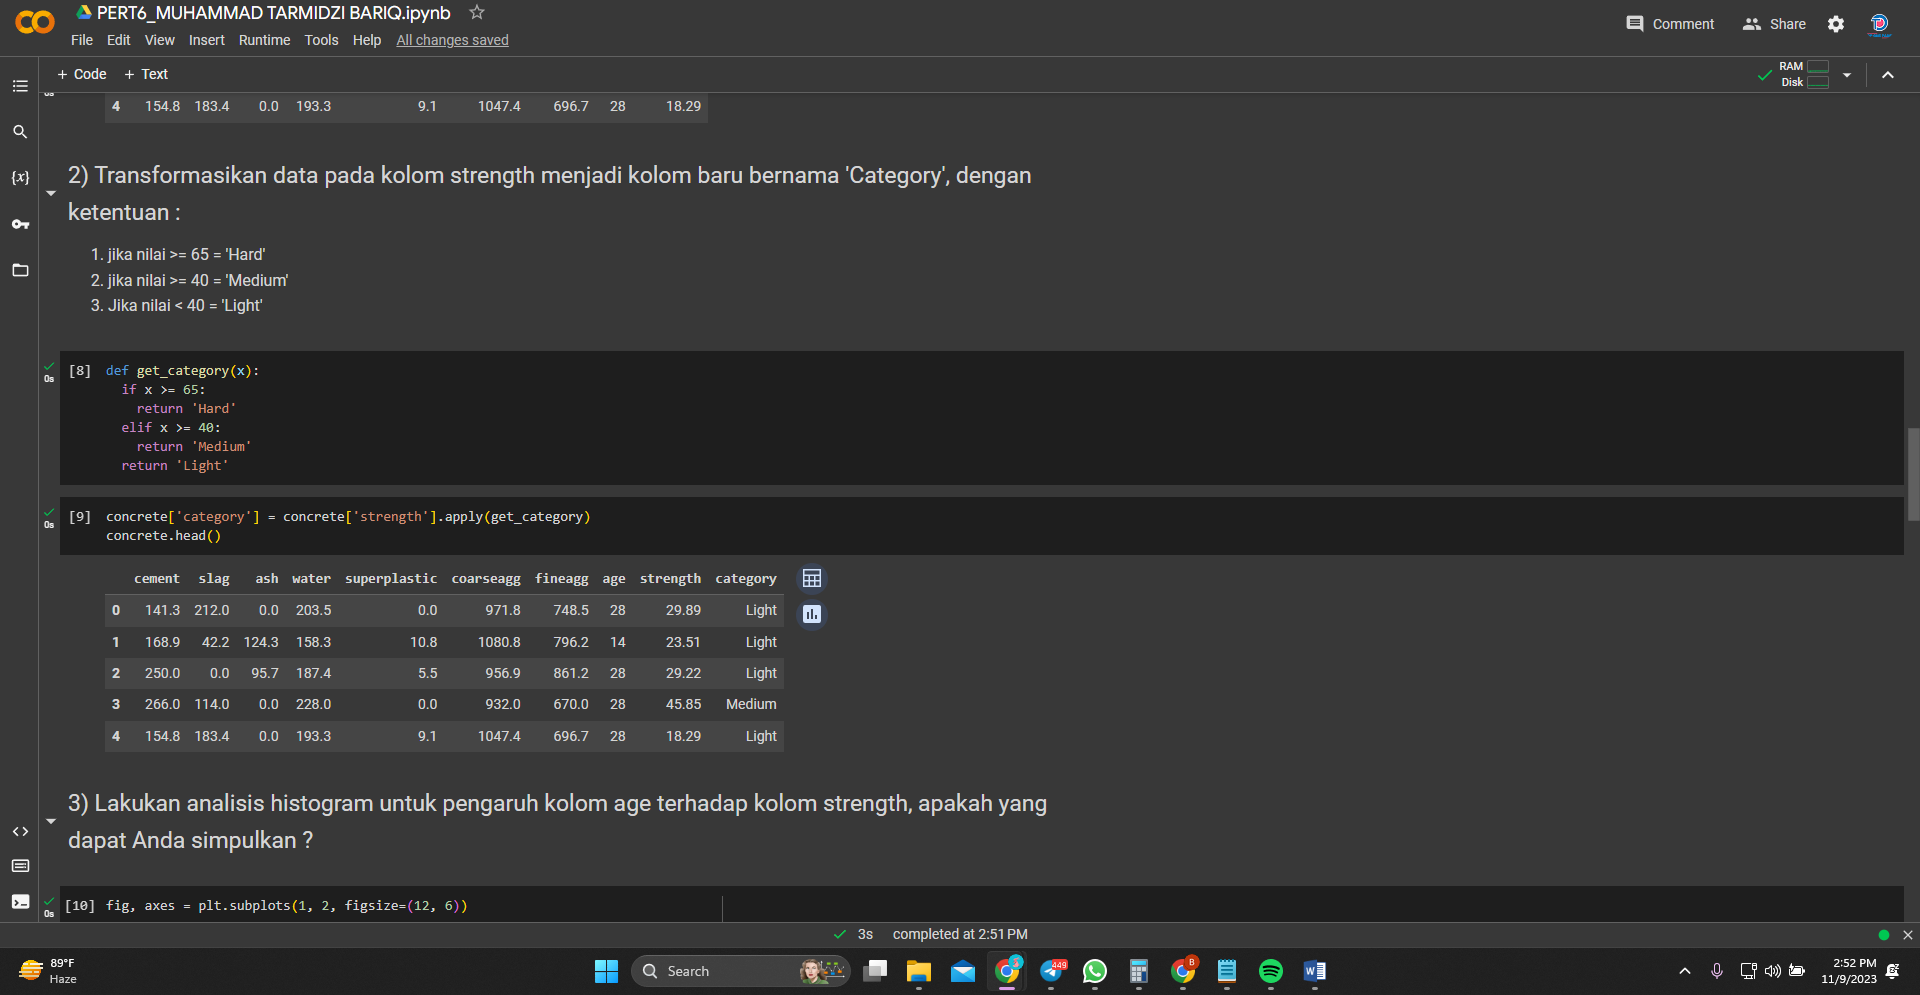 PERT6_MUHAMMAD TARMIDZI BARIQ.ipynb
Comment Share
File Edit View Insert Runtime Tools Help All changes saved
+ Code + Text
RAM
Disk
4 154.8 183.4 0.0 193.3 9.1 1047.4 696.7 28 18.29
2) Transformasikan data pada kolom strength menjadi kolom baru bernama 'Category', dengan
ketentuan :
1. jika nilai >= 65 = 'Hard'
2. jika nilai >= 40 = 'Medium'
3. Jika nilai < 40 = 'Light'
{x}
0s
[8] def get_category(x):
if x >= 65:
return 'Hard'
elif x >= 40:
return 'Medium'
return 'Light'
0s
[9] concrete['category'] = concrete['strength'].apply(get_category)
concrete.head()
cement slag ash water superplastic coarseagg fineagg age strength category
0 141.3 212.0 0.0 203.5 0.0 971.8 748.5 28 29.89 Light
1 168.9 42.2 124.3 158.3 10.8 1080.8 796.2 14 23.51 Light
2 250.0 0.0 95.7 187.4 5.5 956.9 861.2 28 29.22 Light
3 266.0 114.0 0.0 228.0 0.0 932.0 670.0 28 45.85 Medium
4 154.8 183.4 0.0 193.3 9.1 1047.4 696.7 28 18.29 Light
3) Lakukan analisis histogram untuk pengaruh kolom age terhadap kolom strength, apakah yang
dapat Anda simpulkan ?
0s
[10] fig, axes = plt.subplots(1, 2, figsize=(12, 6))
3s completed at 2:51 PM
89°F
Haze
Search
449
B
W
2:52 PM
11/9/2023